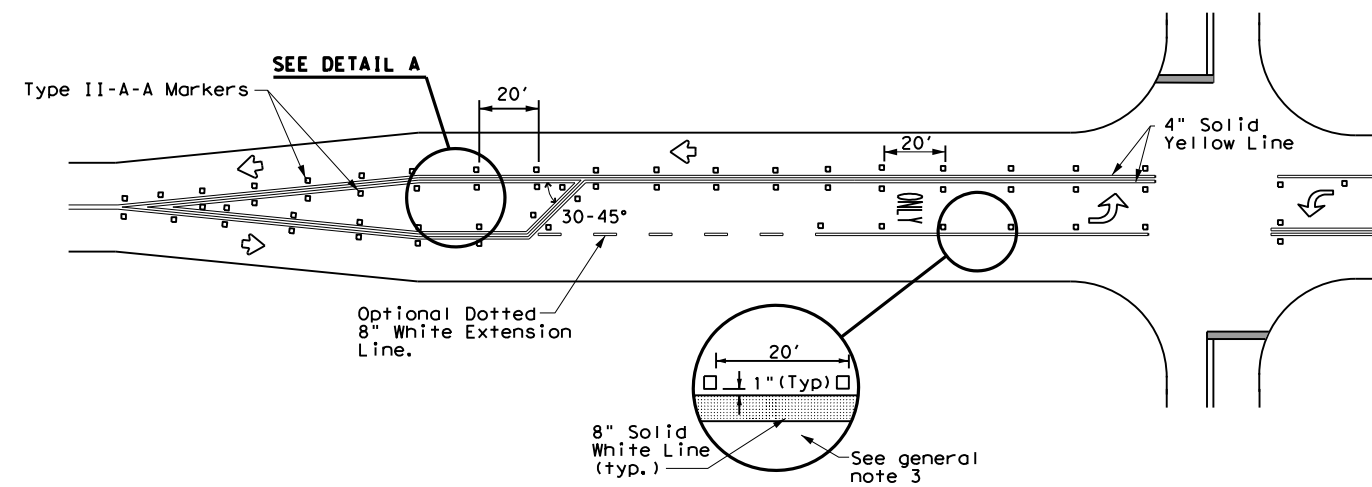 SEE DETAIL A
Type II-A-A Markers
20'
20'
4" Solid
Yellow Line
30-45°
ONLY
Optional Dotted
8" White Extension
Line.
20'
1"(Typ)
8" Solid
White Line
(typ.)
See general
note 3